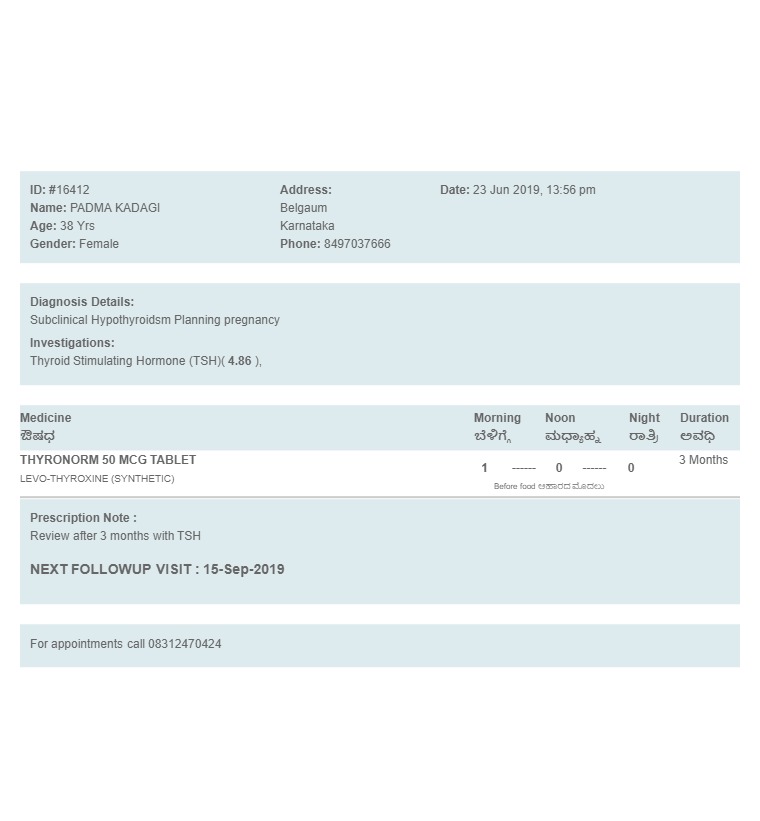 ID: #16412
Name: PADMA KADAGI
Age: 38 Yrs
Gender: Female
Address:
Belgaum
Karnataka
Phone: 8497037666
Date: 23 Jun 2019, 13:56 pm
Diagnosis Details:
Subclinical Hypothyroidsm Planning pregnancy
Investigations:
Thyroid Stimulating Hormone (TSH)( 4.86 ),
Medicine Morning Noon Night Duration
ಔಷಧ ಬೆಳಿಗ್ಗೆ ಮಧ್ಯಾಹ್ನ ರಾತ್ರಿ ಅವಧಿ
THYRONORM 50 MCG TABLET 3 Months
1 ------ 0 ------ 0
LEVO-THYROXINE (SYNTHETIC)
Before food ಆಹಾರದ ಮೊದಲು
Prescription Note :
Review after 3 months with TSH
NEXT FOLLOWUP VISIT : 15-Sep-2019
For appointments call 08312470424